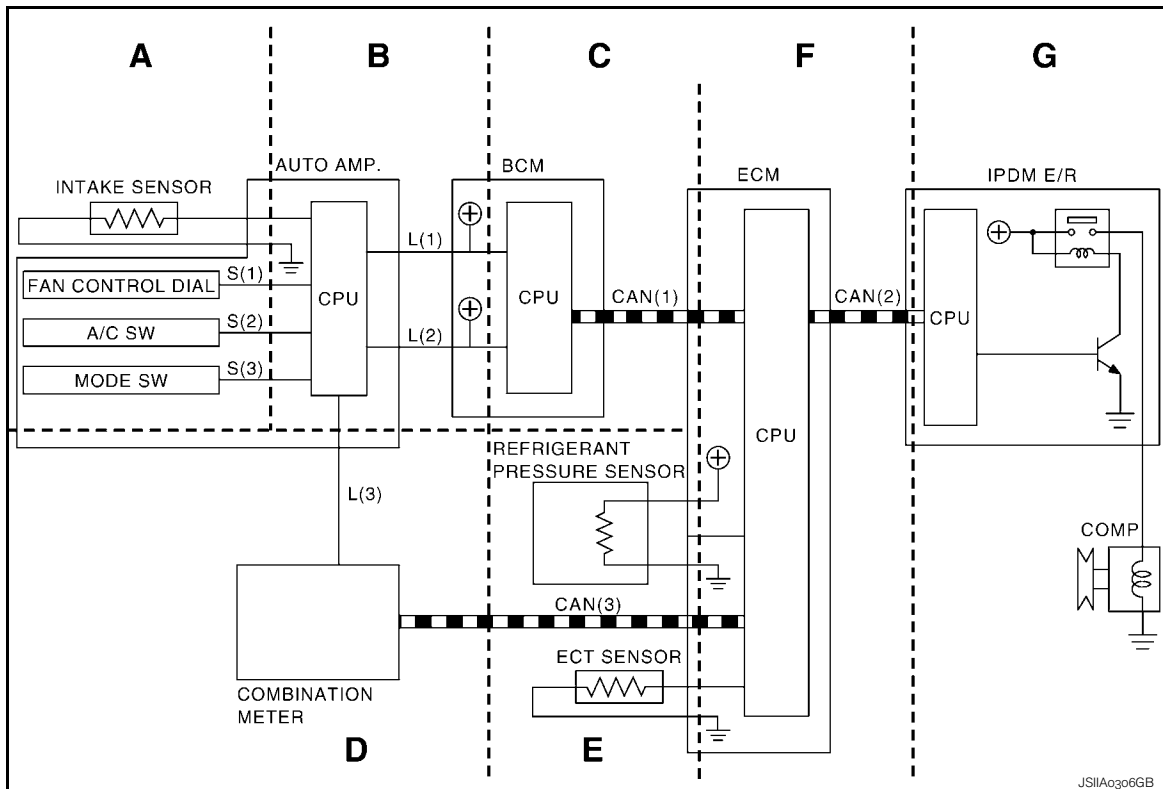 A
B
C
F
G
AUTO AMP.
BCM
ECM
IPDM E/R
INTAKE SENSOR
L(1)
S(1)
FAN CONTROL DIAL
CPU
CPU
CAN(1)
CAN(2)
CPU
S(2)
A/C SW
L(2)
S(3)
MODE SW
CPU
REFRIGERANT
PRESSURE SENSOR
L(3)
COMP
CAN(3)
ECT SENSOR
COMBINATION
METER
D
E
JSIIA0306GB